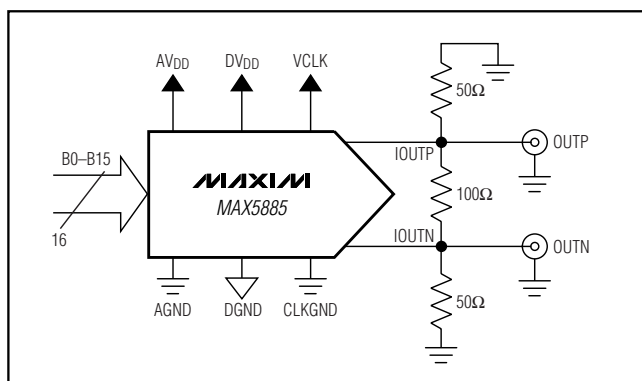 AVDD DVDD VCLK
50Ω
B0–B15
IOUTP
OUTP
MAXIM
MAX5885
100Ω
16
IOUTN
OUTN
50Ω
AGND DGND CLKGND